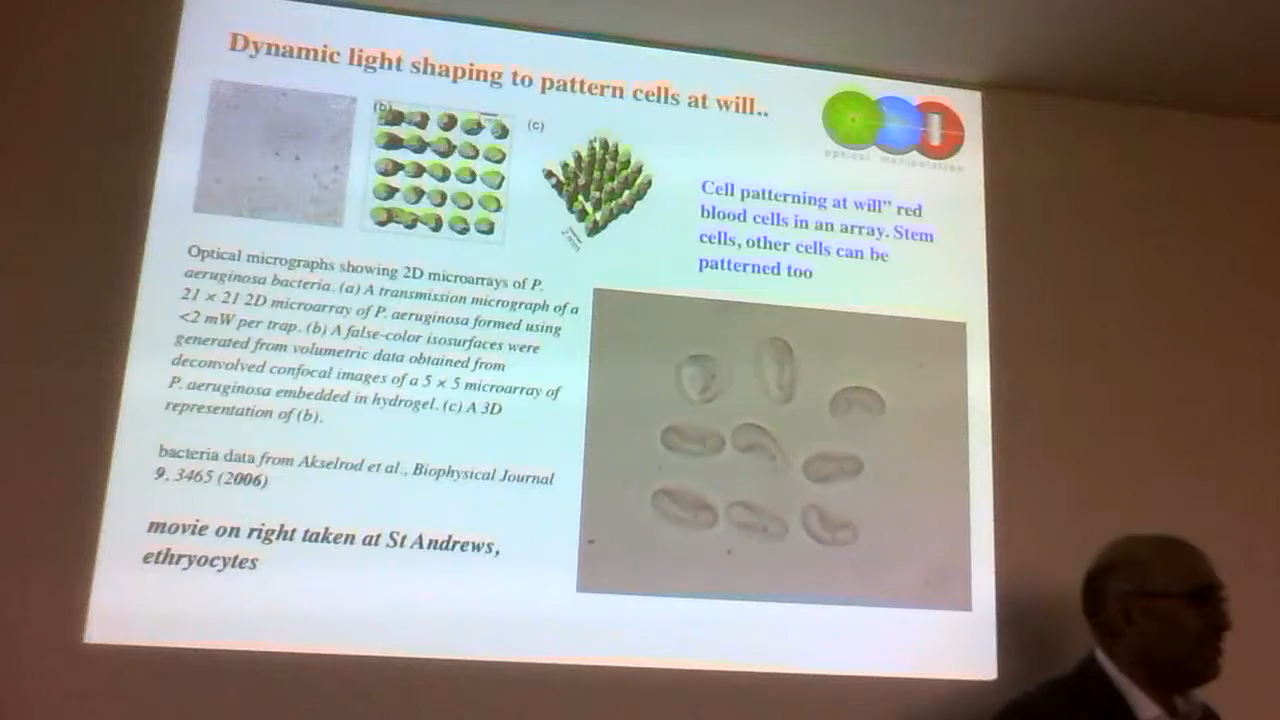 Dynamic light shaping to pattern cells at will..
(b)
(c)
2 mm
optical manipulation
Cell patterning at will” red
blood cells in an array. Stem
cells, other cells can be
patterned too
Optical micrographs showing 2D microarrays of P.
aeruginosa bacteria. (a) A transmission micrograph of a
21 × 21 2D microarray of P. aeruginosa formed using
<2 mW per trap. (b) A false-color isosurfaces were
generated from volumetric data obtained from
deconvolved confocal images of a 5 × 5 microarray of
P. aeruginosa embedded in hydrogel. (c) A 3D
representation of (b).
bacteria data from Akselrod et al., Biophysical Journal
9. 3465 (2006)
movie on right taken at St Andrews,
ethryocytes